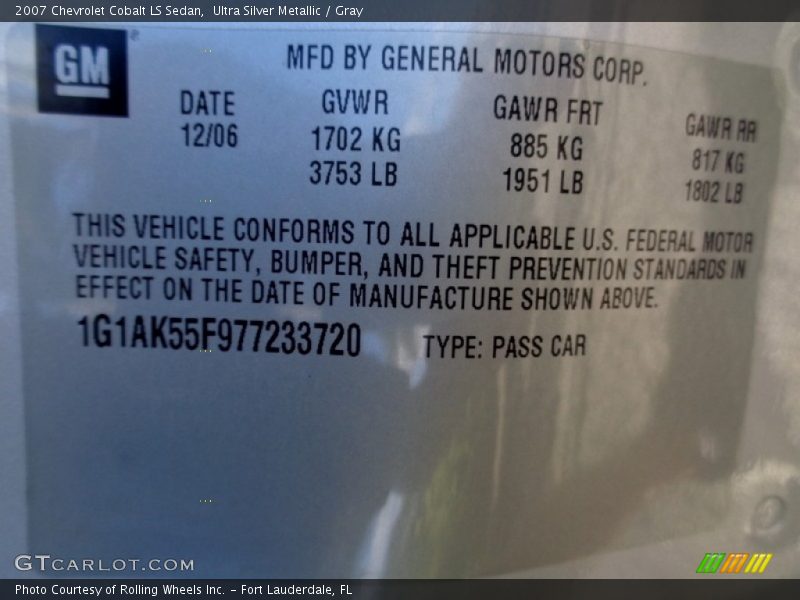 2007 Chevrolet Cobalt LS Sedan, Ultra Silver Metallic / Gray
GM
MFD BY GENERAL MOTORS CORP.
DATE GVWR GAWR FRT GAWR RR
12/06 1702 KG 885 KG 817 KG
3753 LB 1951 LB 1802 LB
THIS VEHICLE CONFORMS TO ALL APPLICABLE U.S. FEDERAL MOTOR
VEHICLE SAFETY, BUMPER, AND THEFT PREVENTION STANDARDS IN
EFFECT ON THE DATE OF MANUFACTURE SHOWN ABOVE.
1G1AK55F977233720 TYPE: PASS CAR
GTCARLOT.COM
Photo Courtesy of Rolling Wheels Inc. – Fort Lauderdale, FL